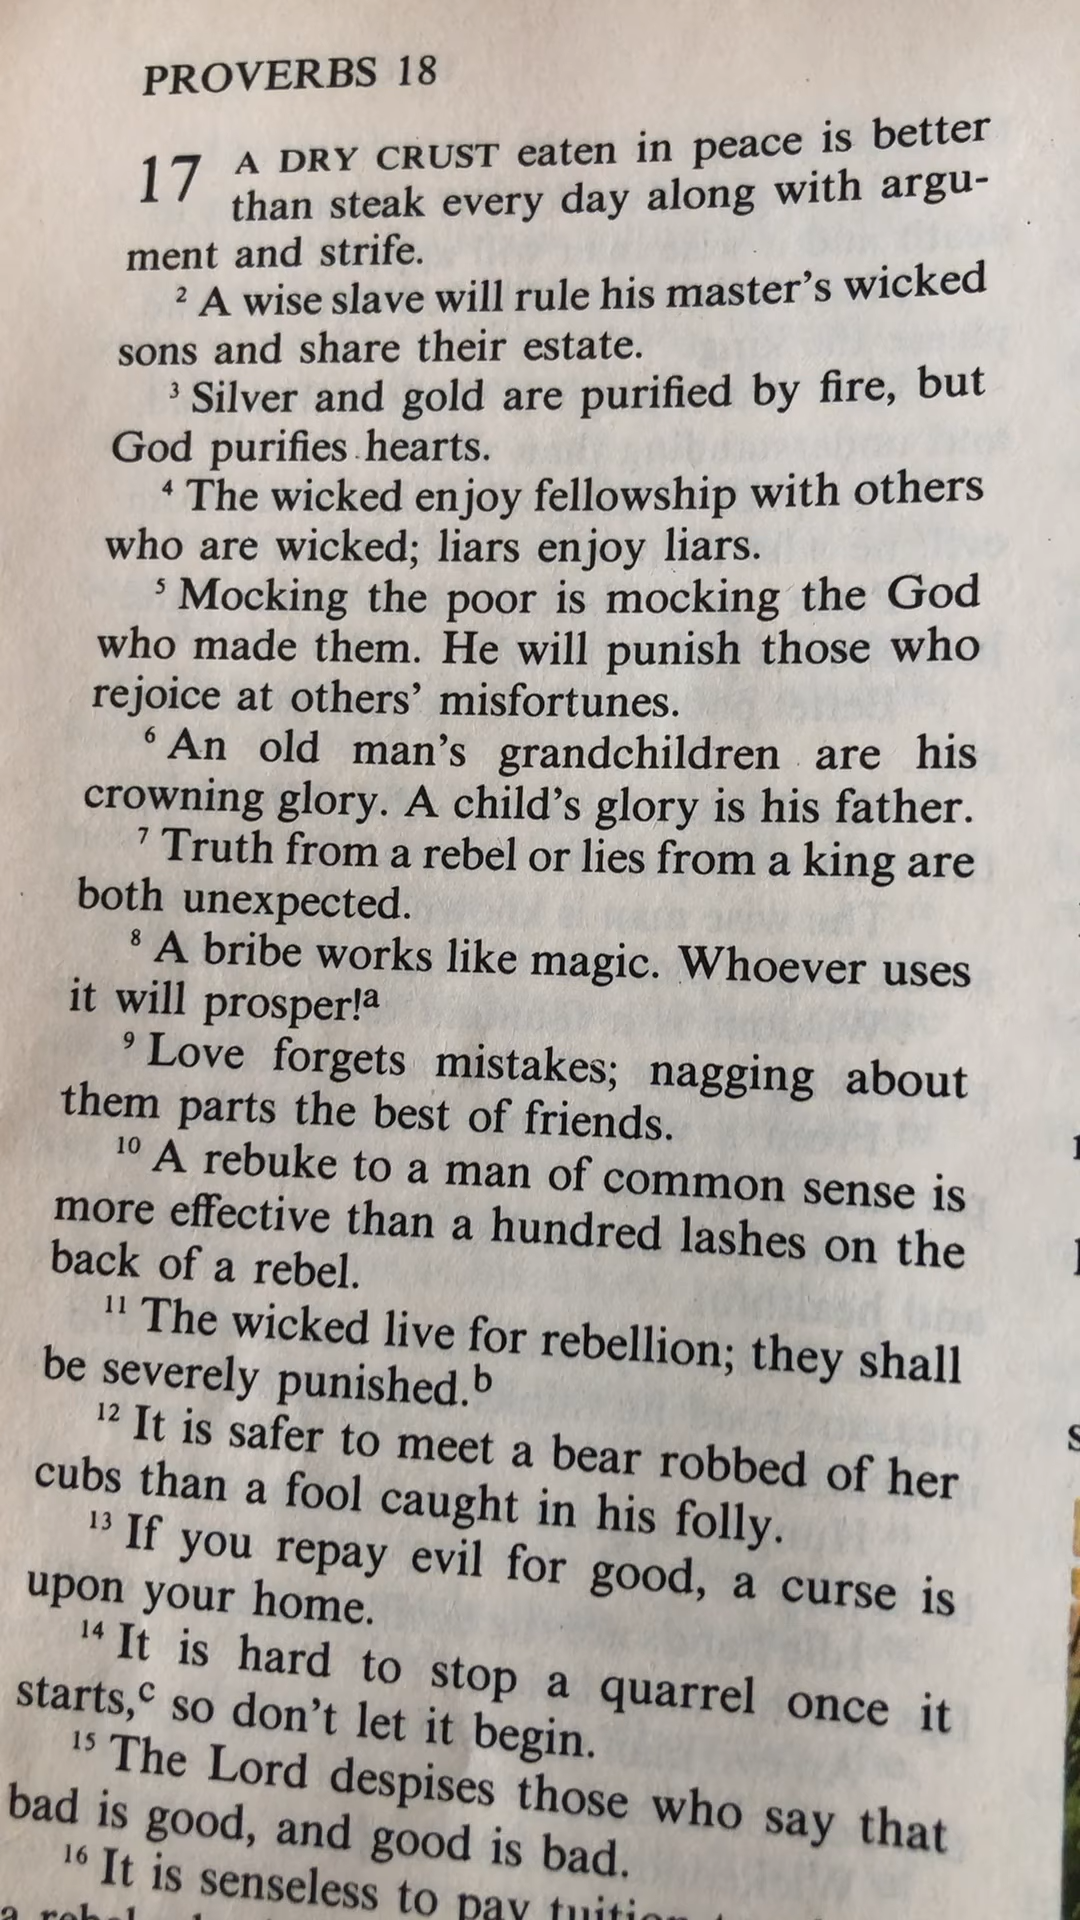 PROVERBS 18
17 A DRY CRUST eaten in peace is better
than steak every day along with argu-
ment and strife.
2 A wise slave will rule his master's wicked
sons and share their estate.
3 Silver and gold are purified by fire, but
God purifies hearts.
4 The wicked enjoy fellowship with others
who are wicked; liars enjoy liars.
5 Mocking the poor is mocking the God
who made them. He will punish those who
rejoice at others' misfortunes.
6 An old man's grandchildren are his
crowning glory. A child's glory is his father.
7 Truth from a rebel or lies from a king are
both unexpected.
8 A bribe works like magic. Whoever uses
it will prosper!a
9 Love forgets mistakes; nagging about
them parts the best of friends.
10 A rebuke to a man of common sense is
more effective than a hundred lashes on the
back of a rebel.
11 The wicked live for rebellion; they shall
be severely punished.b
12 It is safer to meet a bear robbed of her
cubs than a fool caught in his folly.
13 If you repay evil for good, a curse is
upon your home.
14 It is hard to stop a quarrel once it
starts,c so don't let it begin.
15 The Lord despises those who say that
bad is good, and good is bad.
16 It is senseless to pay